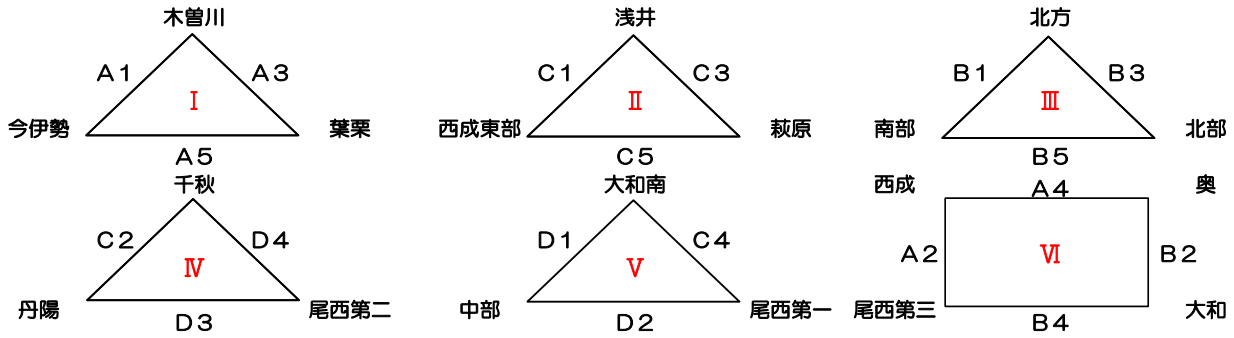 木曽川 浅井 北方
A1 A3 C1 C3 B1 B3
Ⅰ Ⅱ Ⅲ
今伊勢 葉栗 西成東部 萩原 南部 北部
A5 C5 B5
千秋 大和南 西成 A4 奥
C2 D4 D1 C4 A2 B2
Ⅳ Ⅴ Ⅵ
丹陽 尾西第二 中部 尾西第一 尾西第三 大和
D3 D2 B4